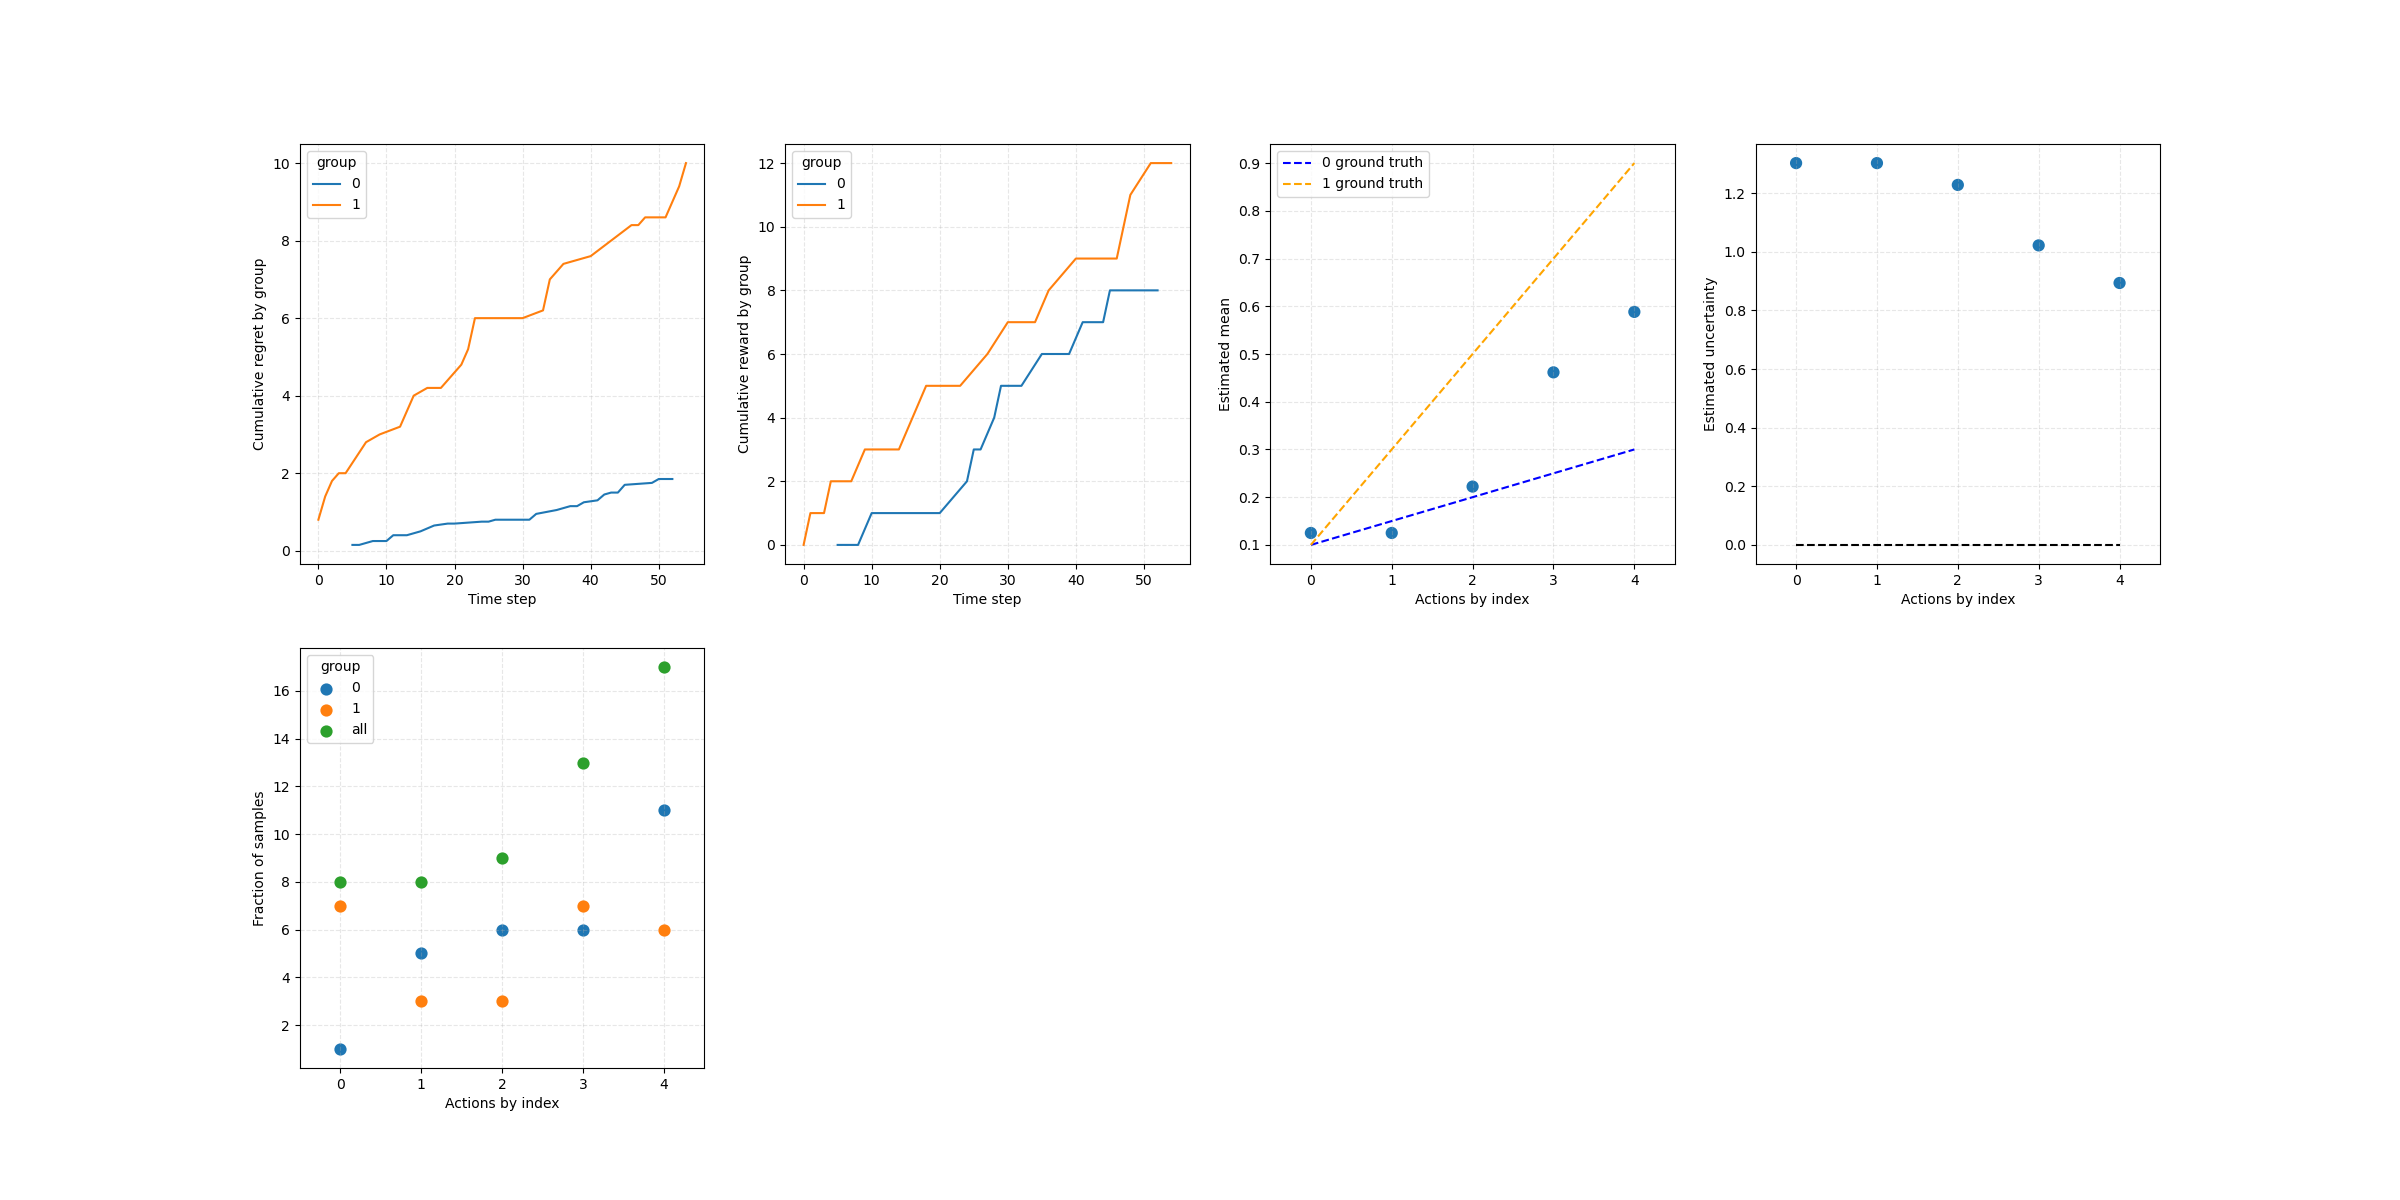 group
0
1
10
8
6
4
2
0
Cumulative regret by group
0 10 20 30 40 50
Time step
group
0
1
12
10
8
6
4
2
0
Cumulative reward by group
0 10 20 30 40 50
Time step
0 ground truth
1 ground truth
0.9
0.8
0.7
0.6
0.5
0.4
0.3
0.2
0.1
Estimated mean
0 1 2 3 4
Actions by index
1.2
1.0
0.8
0.6
0.4
0.2
0.0
Estimated uncertainty
0 1 2 3 4
Actions by index
group
0
1
all
16
14
12
10
8
6
4
2
Fraction of samples
0 1 2 3 4
Actions by index